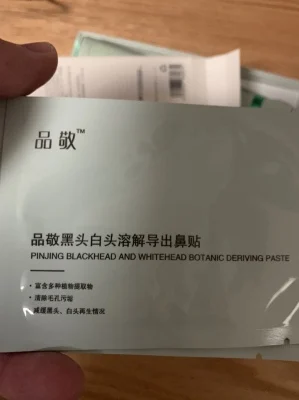 品敬™
品敬黑头白头溶解导出鼻贴
PINJING BLACKHEAD AND WHITEHEAD BOTANIC DERIVING PASTE
• 富含多种植物提取物
• 清除毛孔污垢
• 减缓黑头、白头再生情况